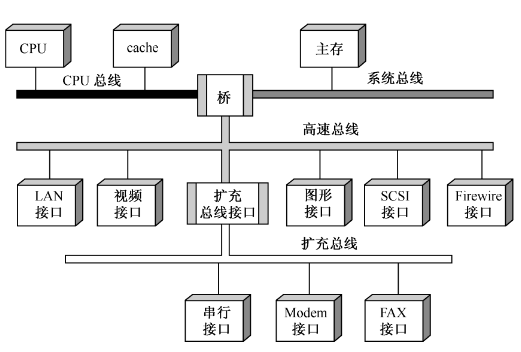 CPU
cache
主存
CPU 总线
桥
系统总线
高速总线
LAN
接口
视频
接口
扩充
总线接口
图形
接口
SCSI
接口
Firewire
接口
扩充总线
串行
接口
Modem
接口
FAX
接口